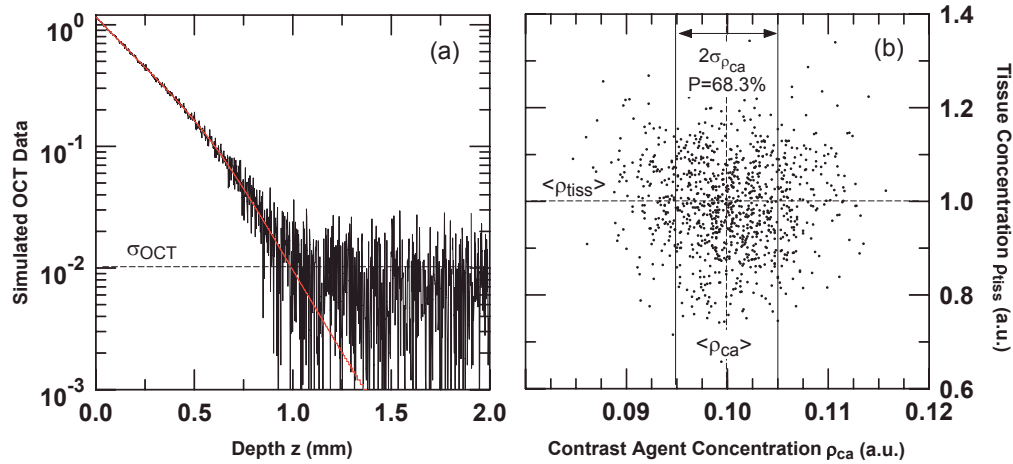 10⁰
10⁻¹
10⁻²
10⁻³
Simulated OCT Data
(a)
σOCT
0.0 0.5 1.0 1.5 2.0
Depth z (mm)
(b)
2σρca
P=68.3%
<ρtiss>
<ρca>
1.4
1.2
1.0
0.8
0.6
Tissue Concentration ρtiss (a.u.)
0.09 0.10 0.11 0.12
Contrast Agent Concentration ρca (a.u.)